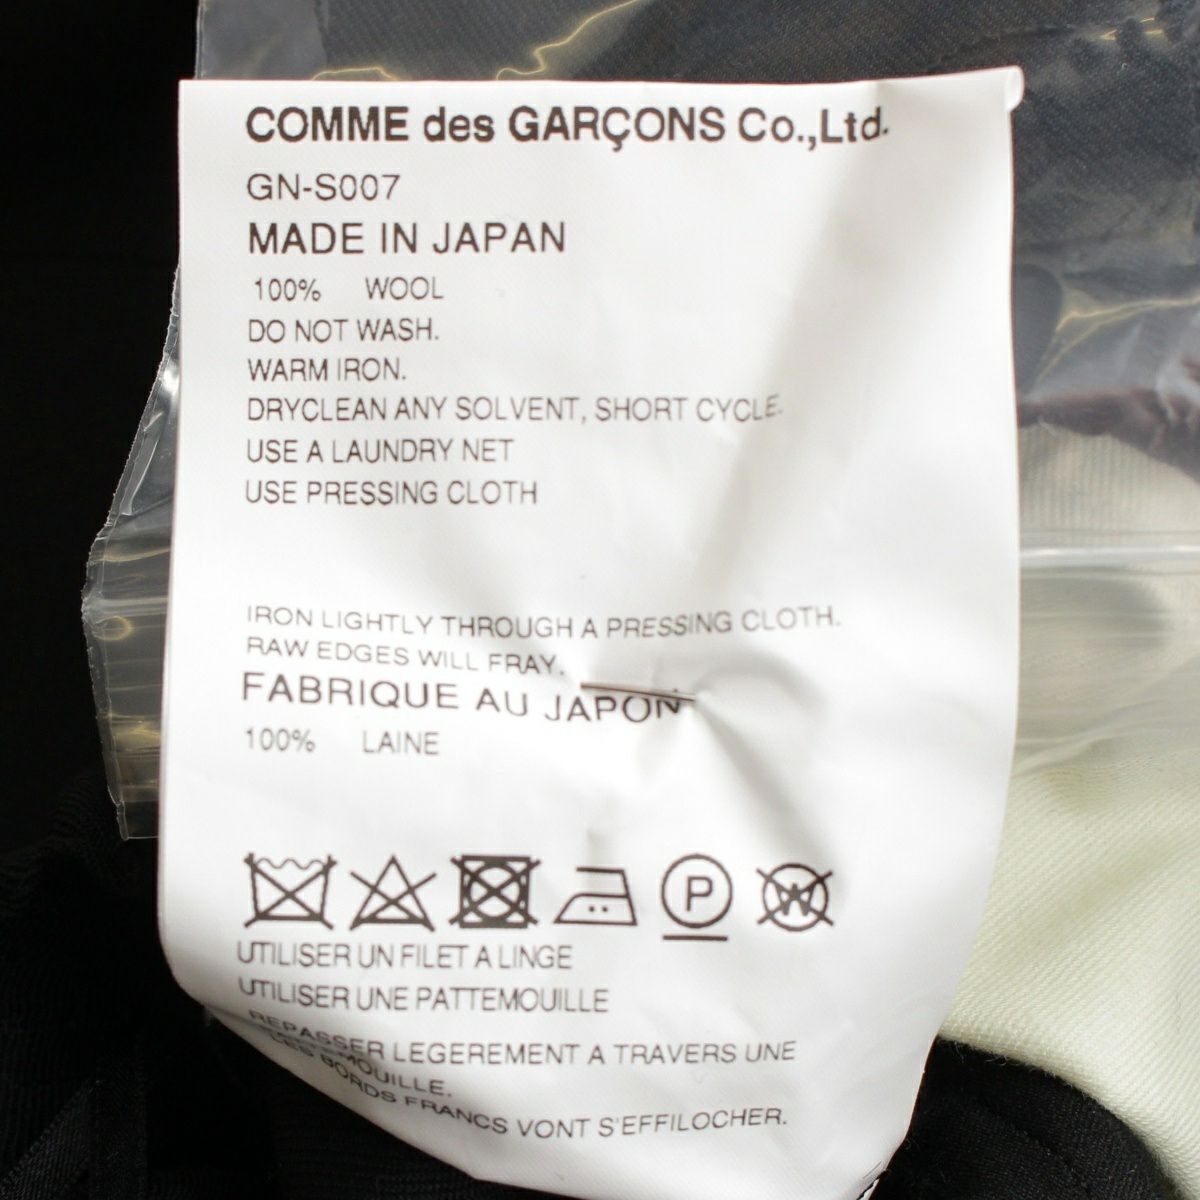 COMME des GARÇONS Co.,Ltd.
GN-S007
MADE IN JAPAN
100% WOOL
DO NOT WASH.
WARM IRON.
DRYCLEAN ANY SOLVENT, SHORT CYCLE.
USE A LAUNDRY NET
USE PRESSING CLOTH
IRON LIGHTLY THROUGH A PRESSING CLOTH.
RAW EDGES WILL FRAY.
FABRIQUE AU JAPON
100% LAINE
P W
UTILISER UN FILET A LINGE
UTILISER UNE PATTEMOUILLE
REPASSER LEGEREMENT A TRAVERS UNE
PATTEMOUILLE.
LES BORDS FRANCS VONT S'EFFILOCHER.